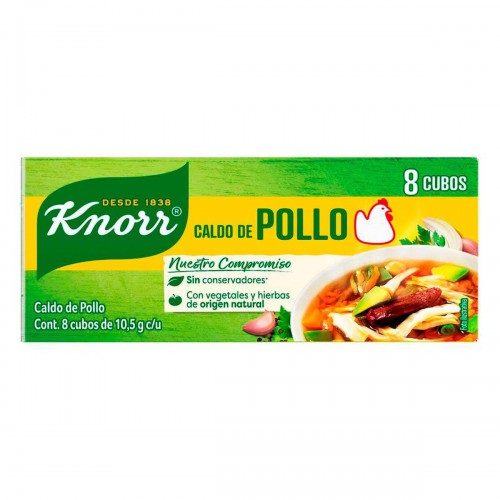 8 CUBOS
DESDE 1838
Knorr®
CALDO DE POLLO
Nuestro Compromiso
Sin conservadores*
Con vegetales y hierbas
de origen natural
Caldo de Pollo
Cont. 8 cubos de 10,5 g c/u